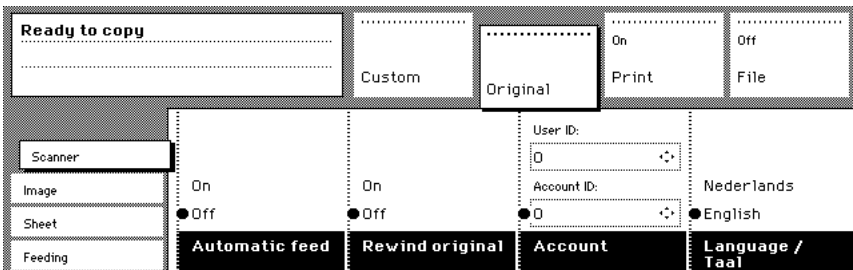 Ready to copy
Custom
Original
On
Print
Off
File
Scanner
Image
Sheet
Feeding
On
Off
Automatic feed
On
Off
Rewind original
User ID:
0
Account ID:
0
Account
Nederlands
English
Language /
Taal